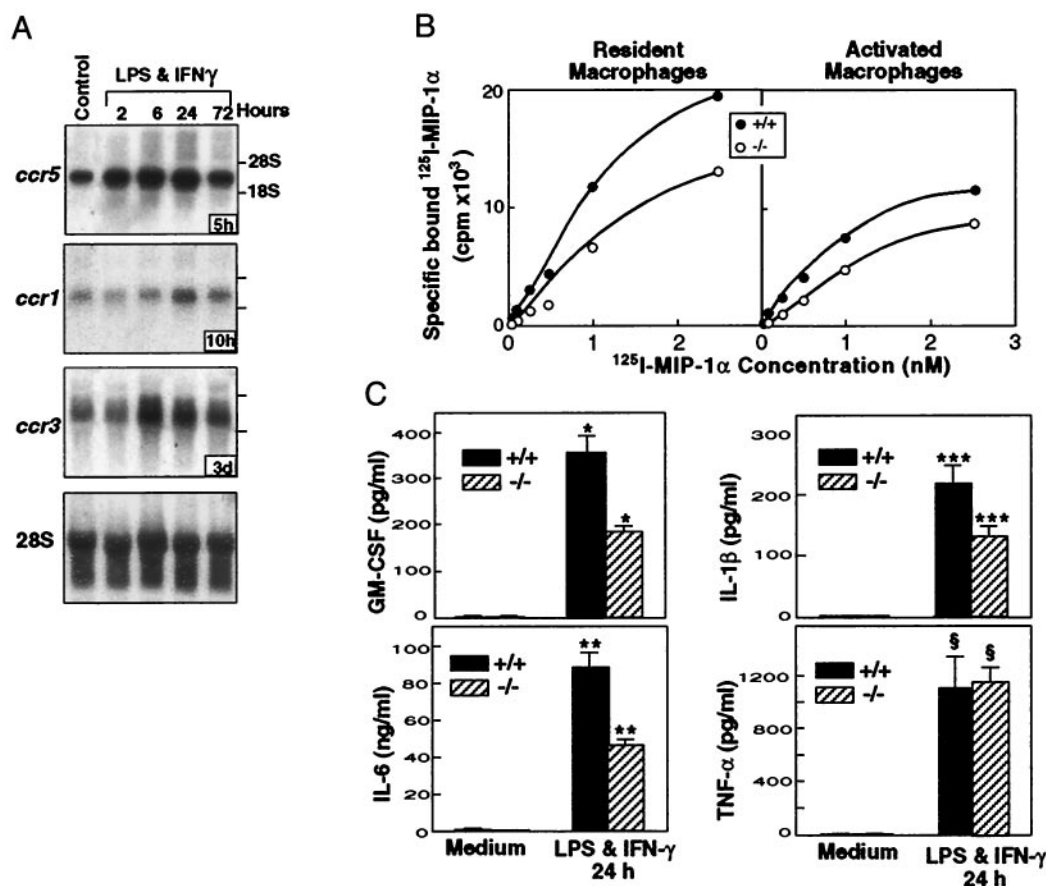 A
Control
LPS & IFNγ
2 6 24 72 Hours
ccr5
28S
18S
5h
ccr1
10h
ccr3
3d
28S
B
Resident
Macrophages
Activated
Macrophages
+/+
-/-
Specific bound ¹²⁵I-MIP-1α
(cpm x10³)
20
10
0
0 1 2 0 1 2 3
¹²⁵I-MIP-1α Concentration (nM)
C
GM-CSF (pg/ml)
400
300
200
100
0
+/+
-/-
*
*
IL-1β (pg/ml)
300
200
100
0
+/+
-/-
***
***
IL-6 (ng/ml)
100
80
60
40
20
0
+/+
-/-
**
**
Medium LPS & IFN-γ
24 h
TNF-α (pg/ml)
1200
800
400
0
+/+
-/-
§
§
Medium LPS & IFN-γ
24 h